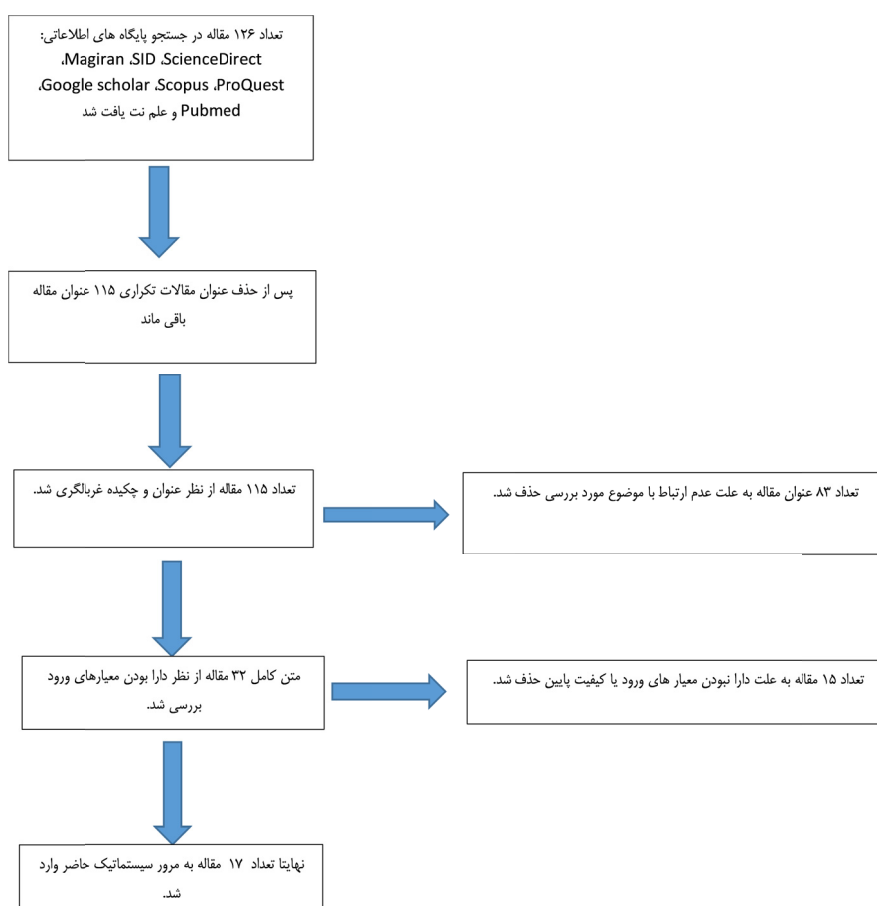 تعداد ۱۲۶ مقاله در جستجو پایگاه های اطلاعاتی:
،Magiran ،SID ،ScienceDirect
،Google scholar ،Scopus ،ProQuest
Pubmed و علم نت یافت شد
پس از حذف عنوان مقالات تکراری ۱۱۵ عنوان مقاله
باقی ماند
تعداد ۱۱۵ مقاله از نظر عنوان و چکیده غربالگری شد.
تعداد ۸۳ عنوان مقاله به علت عدم ارتباط با موضوع مورد بررسی حذف شد.
متن کامل ۳۲ مقاله از نظر دارا بودن معیارهای ورود
بررسی شد.
تعداد ۱۵ مقاله به علت دارا نبودن معیار های ورود یا کیفیت پایین حذف شد.
نهایتا تعداد ۱۷ مقاله به مرور سیستماتیک حاضر وارد
شد.